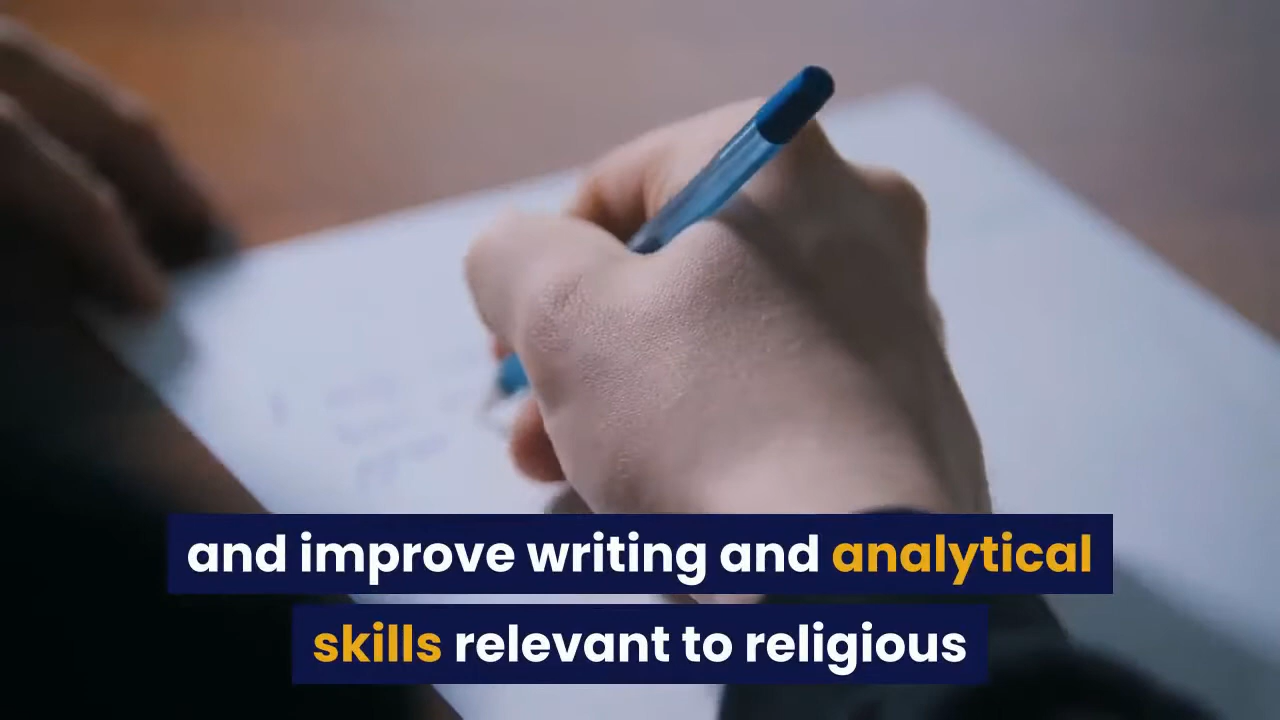 and improve writing and analytical
skills relevant to religious